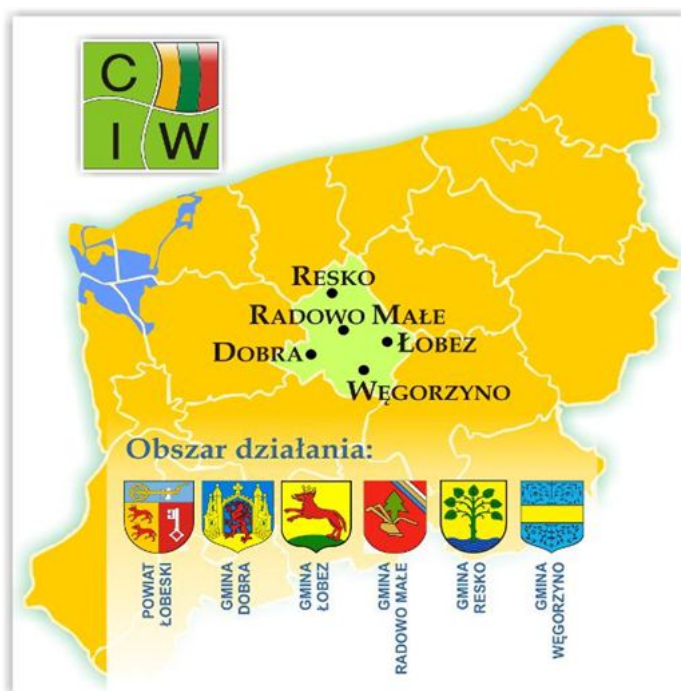 C
I W
RESKO
RADOWO MAŁE
DOBRA
ŁOBEZ
WĘGORZYNO
Obszar działania:
POWIAT
ŁOBESKI
GMINA
DOBRA
GMINA
ŁOBEZ
GMINA
RADOWO MAŁE
GMINA
RESKO
GMINA
WĘGORZYNO